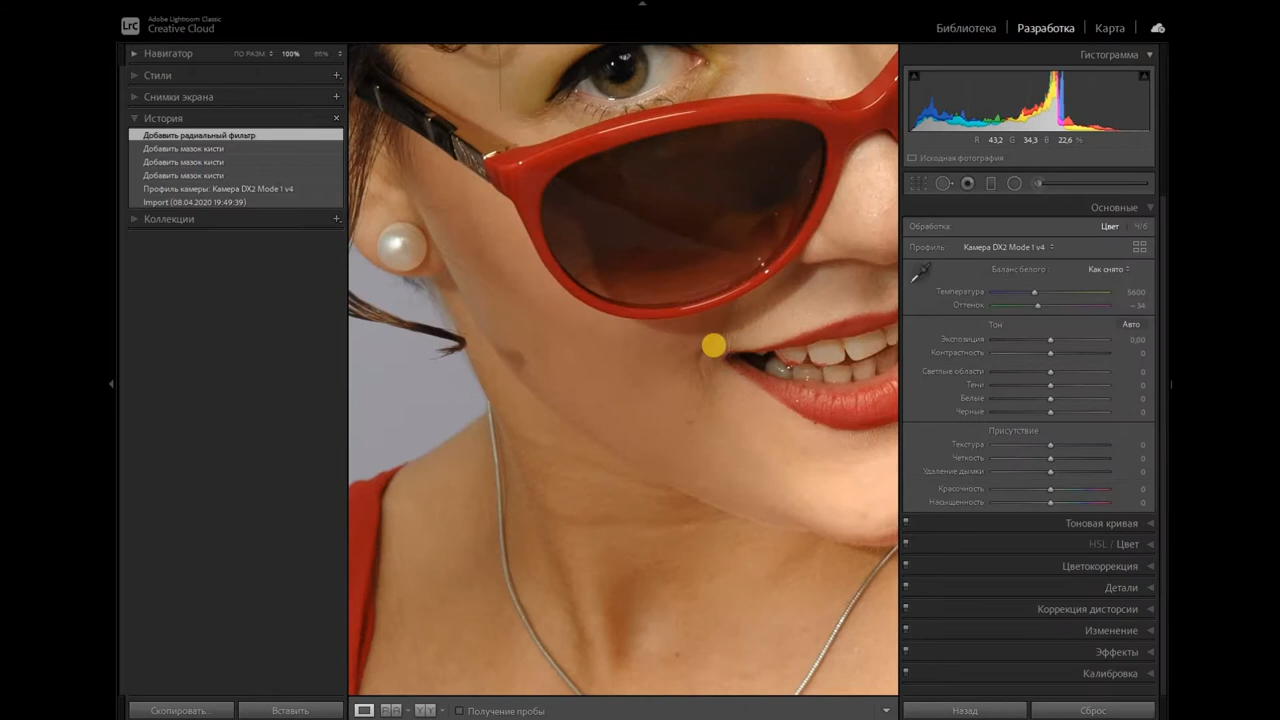 LrC
Adobe Lightroom Classic
Creative Cloud
Библиотека | Разработка | Карта
Навигатор ПО РАЗМ 100% 66%
Стили
Снимки экрана
История
Добавить радиальный фильтр
Добавить мазок кисти
Добавить мазок кисти
Добавить мазок кисти
Профиль камеры: Камера DX2 Mode 1 v4
Import (08.04.2020 19:49:39)
Коллекции
Скопировать... Вставить
Получение пробы
Гистограмма
R 43,2 G 34,3 B 22,6 %
Исходная фотография
Основные
Обработка: Цвет Ч/б
Профиль: Камера DX2 Mode 1 v4
Баланс белого: Как снято
Температура 5600
Оттенок − 34
Тон Авто
Экспозиция 0,00
Контрастность 0
Светлые области 0
Тени 0
Белые 0
Черные 0
Присутствие
Текстура 0
Четкость 0
Удаление дымки 0
Красочность 0
Насыщенность 0
Тоновая кривая
HSL / Цвет
Цветокоррекция
Детали
Коррекция дисторсии
Изменение
Эффекты
Калибровка
Назад Сброс